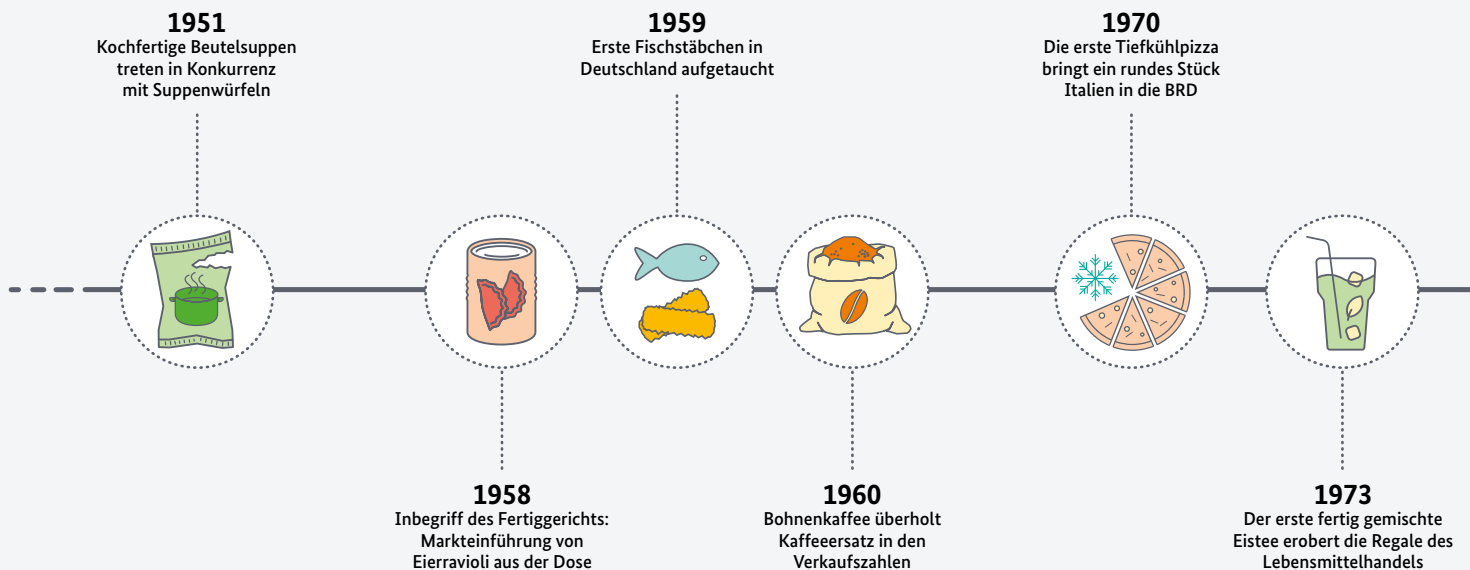 1951
Kochfertige Beutelsuppen
treten in Konkurrenz
mit Suppenwürfeln
1958
Inbegriff des Fertiggerichts:
Markteinführung von
Eierravioli aus der Dose
1959
Erste Fischstäbchen in
Deutschland aufgetaucht
1960
Bohnenkaffee überholt
Kaffeeersatz in den
Verkaufszahlen
1970
Die erste Tiefkühlpizza
bringt ein rundes Stück
Italien in die BRD
1973
Der erste fertig gemischte
Eistee erobert die Regale des
Lebensmittelhandels